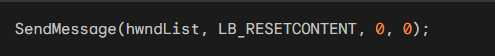 SendMessage(hwndList, LB_RESETCONTENT, 0, 0);